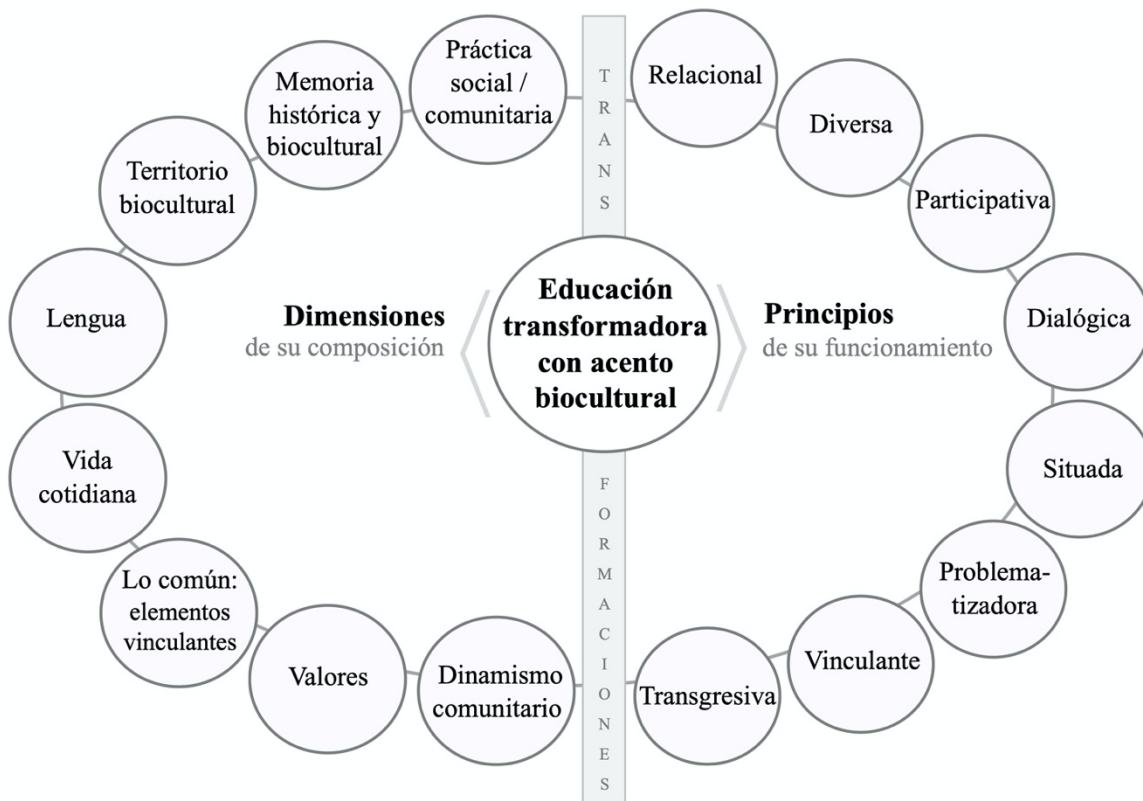 Práctica
social /
comunitaria
Memoria
histórica y
biocultural
Territorio
biocultural
Lengua
Vida
cotidiana
Lo común:
elementos
vinculantes
Valores
Dinamismo
comunitario
Dimensiones
de su composición
TRANS
Educación
transformadora
con acento
biocultural
FORMACIONES
Principios
de su funcionamiento
Relacional
Diversa
Participativa
Dialógica
Situada
Problema-
tizadora
Vinculante
Transgresiva